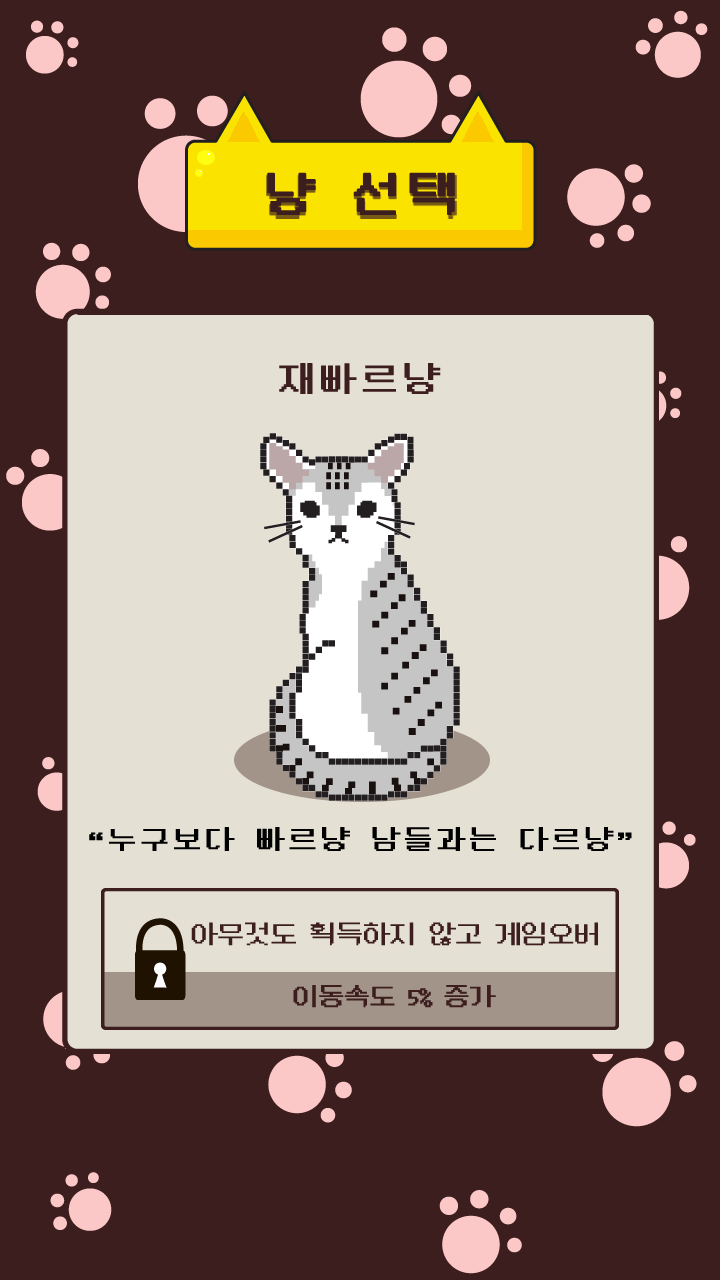 냥 선택
재빠르냥
“누구보다 빠르냥 남들과는 다르냥”
아무것도 획득하지 않고 게임오버
이동속도 5% 증가